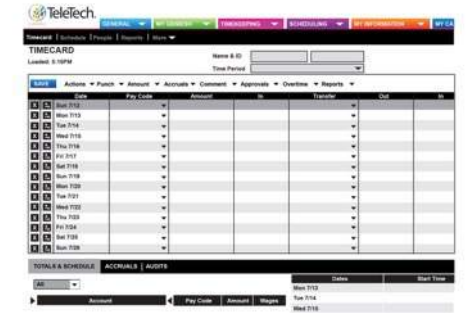 TeleTech.
GENERAL MY GENESYS TIMEKEEPING SCHEDULING MY INFORMATION MY CA
Timecard Schedule People Reports More
TIMECARD
Loaded: 5:16PM
Name & ID
Time Period
SAVE Actions Punch Amount Accruals Comment Approvals Overtime Reports
Date Pay Code Amount In Transfer Out In
Sun 7/12
Mon 7/13
Tue 7/14
Wed 7/15
Thu 7/16
Fri 7/17
Sat 7/18
Sun 7/19
Mon 7/20
Tue 7/21
Wed 7/22
Thu 7/23
Fri 7/24
Sat 7/25
Sun 7/26
TOTALS & SCHEDULE ACCRUALS AUDITS
All
Account Pay Code Amount Wages
Dates Start Time
Mon 7/13
Tue 7/14
Wed 7/15